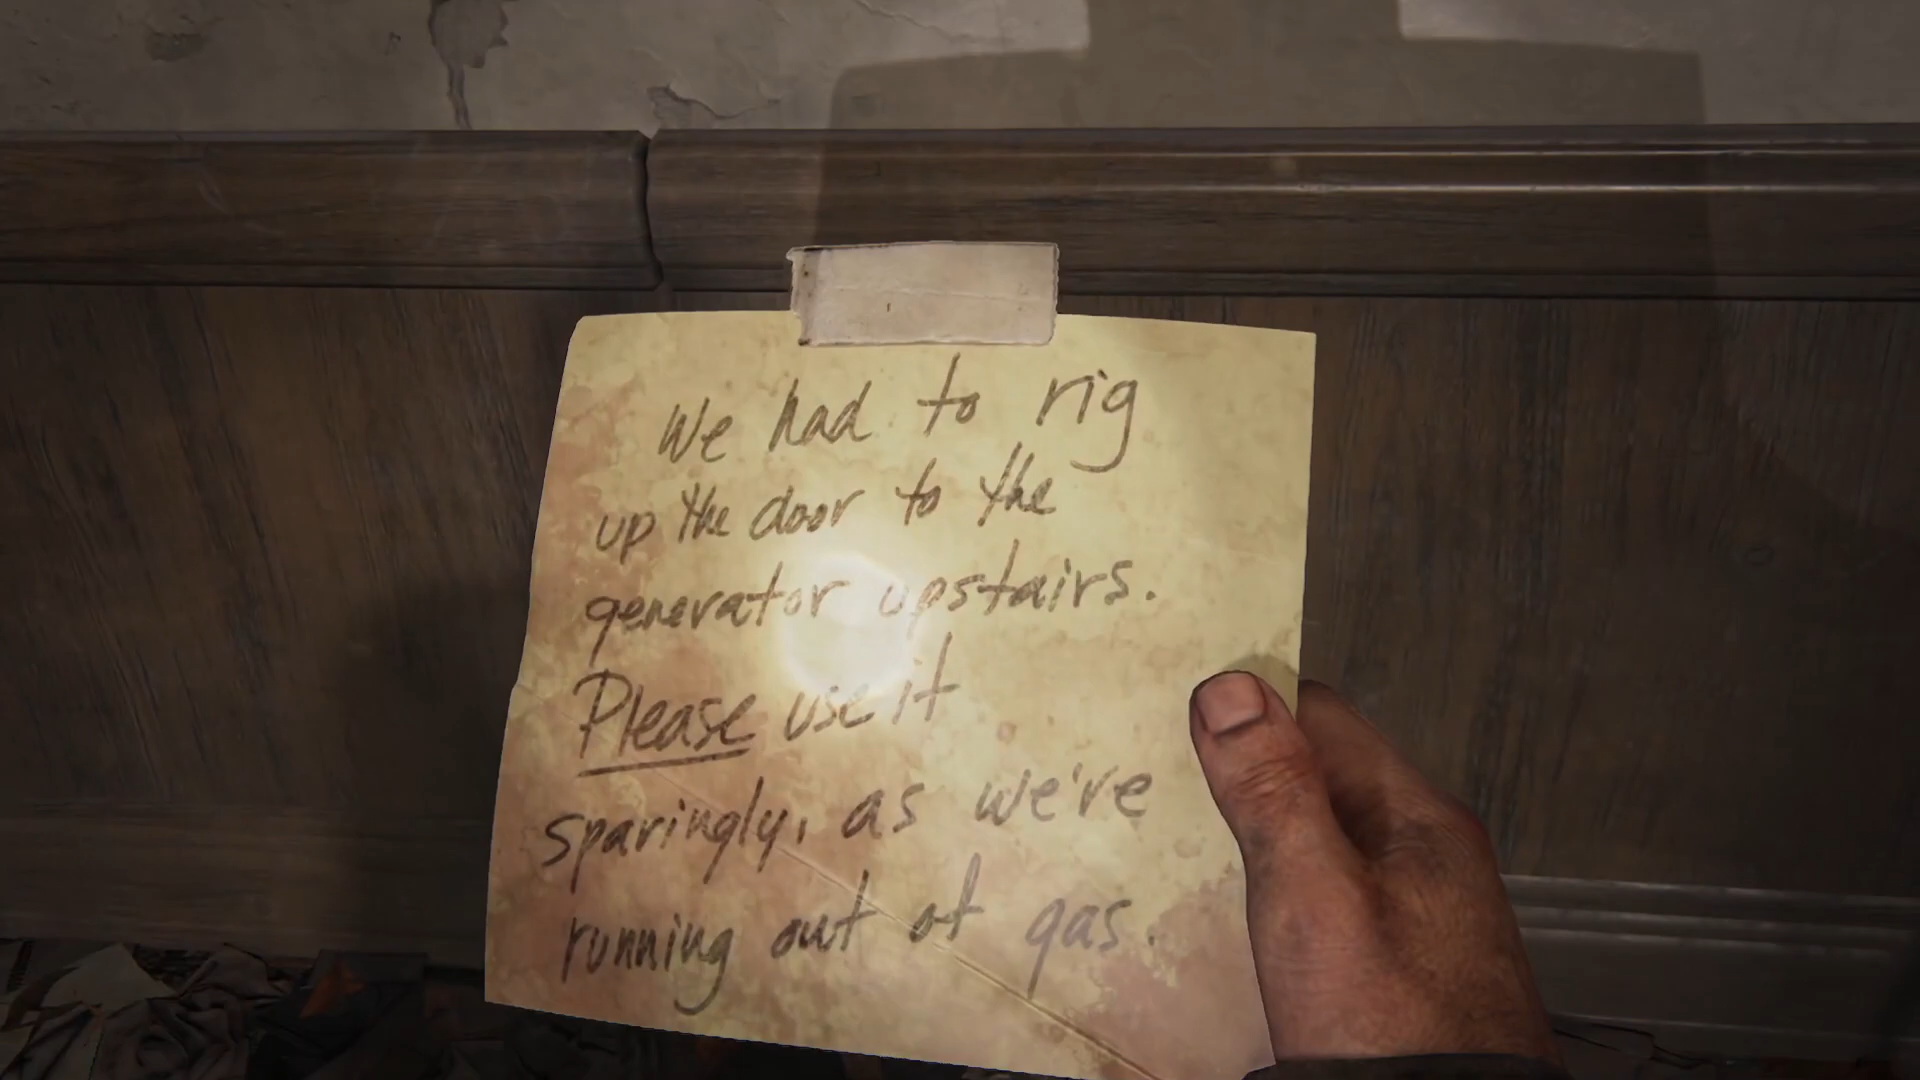 We had to rig
up the door to the
generator upstairs.
Please use it
sparingly, as we're
running out of gas.